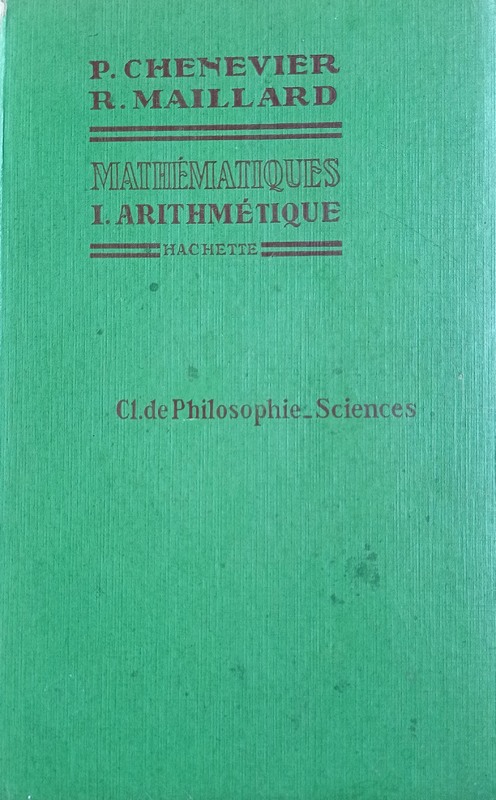 P. CHENEVIER
R. MAILLARD
MATHÉMATIQUES
I. ARITHMÉTIQUE
HACHETTE
Cl. de Philosophie_Sciences